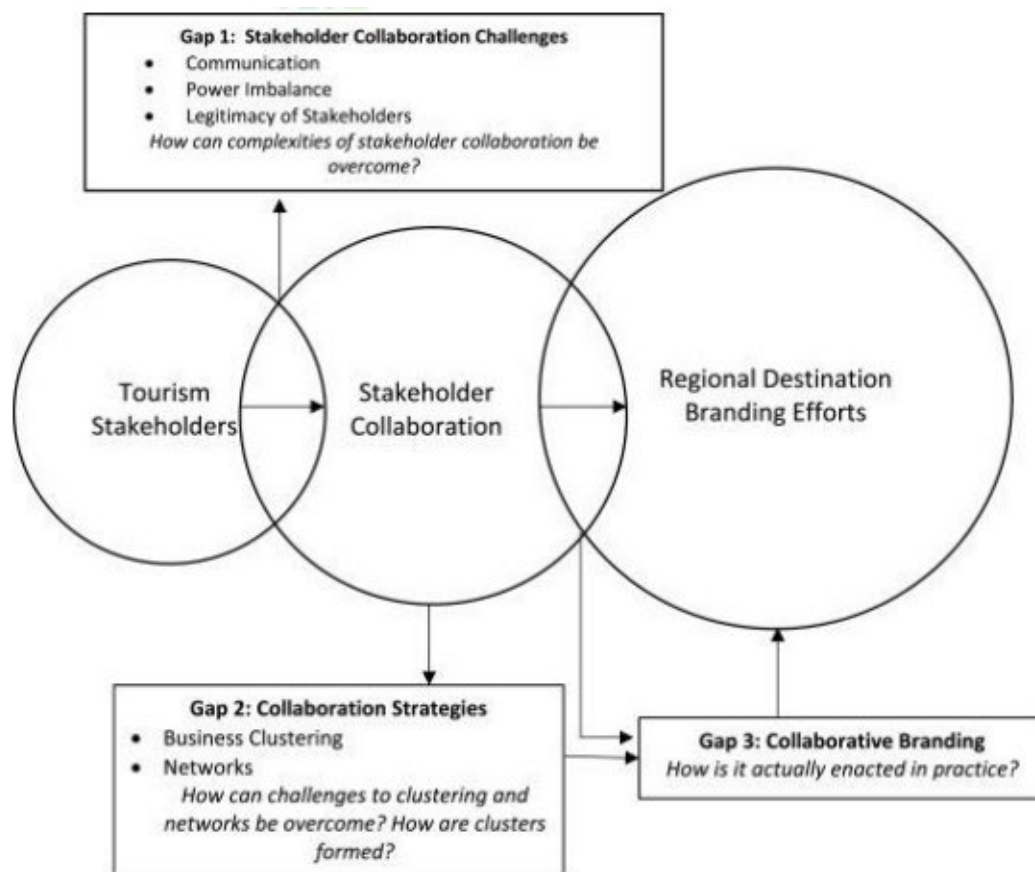 Gap 1: Stakeholder Collaboration Challenges
• Communication
• Power Imbalance
• Legitimacy of Stakeholders
How can complexities of stakeholder collaboration be
overcome?
Tourism
Stakeholders
Stakeholder
Collaboration
Regional Destination
Branding Efforts
Gap 2: Collaboration Strategies
• Business Clustering
• Networks
How can challenges to clustering and
networks be overcome? How are clusters
formed?
Gap 3: Collaborative Branding
How is it actually enacted in practice?